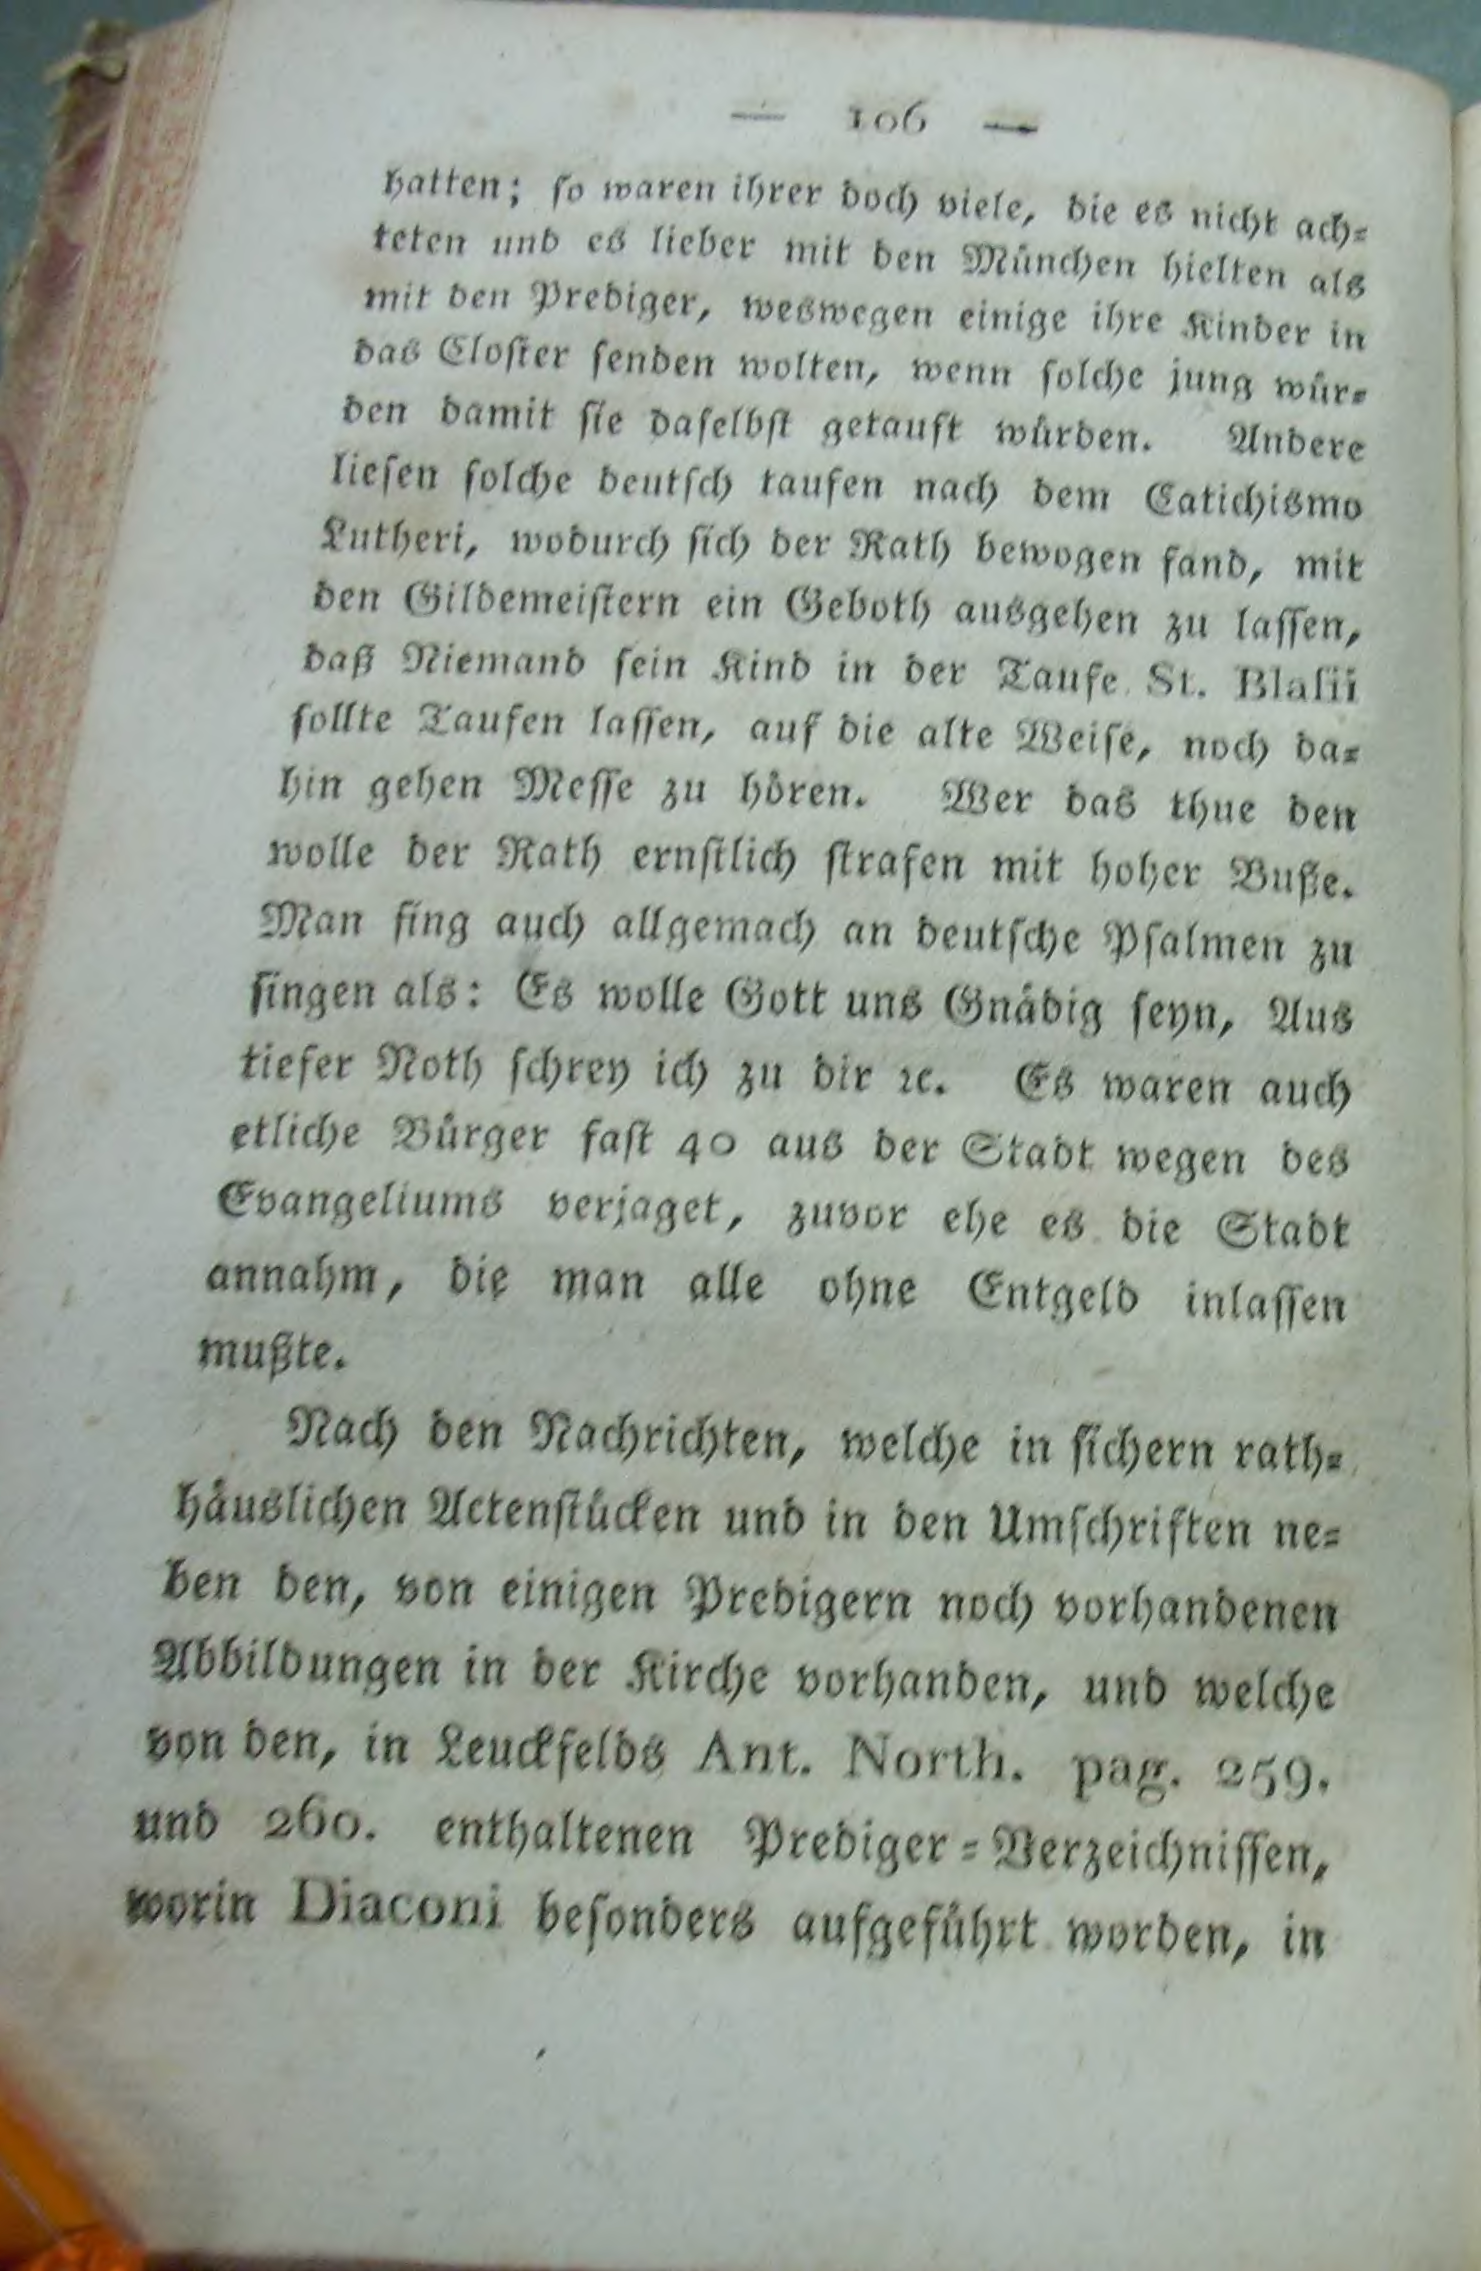 — 106 —
hatten; ſo waren ihrer doch viele, die es nicht ach⸗
teten und es lieber mit den München hielten als
mit den Prediger, weswegen einige ihre Kinder in
das Cloſter ſenden wolten, wenn ſolche jung wür⸗
den damit ſie daſelbſt getauft würden. Andere
lieſen ſolche deutſch taufen nach dem Catichismo
Lutheri, wodurch ſich der Rath bewogen fand, mit
den Gildemeiſtern ein Geboth ausgehen zu laſſen,
daß Niemand ſein Kind in der Taufe St. Blaſii
ſollte Taufen laſſen, auf die alte Weiſe, noch da⸗
hin gehen Meſſe zu hören. Wer das thue den
wolle der Rath ernſtlich ſtrafen mit hoher Buße.
Man fing auch allgemach an deutſche Pſalmen zu
ſingen als: Es wolle Gott uns Gnädig ſeyn, Aus
tiefer Noth ſchrey ich zu dir ꝛc. Es waren auch
etliche Bürger faſt 40 aus der Stadt wegen des
Evangeliums verjaget, zuvor ehe es die Stadt
annahm, die man alle ohne Entgeld inlaſſen
mußte.
Nach den Nachrichten, welche in ſichern rath⸗
häuslichen Actenſtücken und in den Umſchriften ne⸗
ben den, von einigen Predigern noch vorhandenen
Abbildungen in der Kirche vorhanden, und welche
von den, in Leuckfelds Ant. North. pag. 259.
und 260. enthaltenen Prediger⸗Verzeichniſſen,
worin Diaconi beſonders aufgeführt worden, in